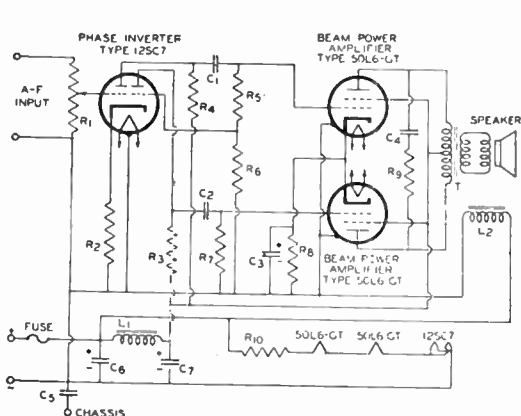 PHASE INVERTER
TYPE 12SC7
BEAM POWER
AMPLIFIER
TYPE 50L6-GT
A-F
INPUT
R1
C1
R4
R5
R6
C2
R2
R3
R7
C3
R8
C4
R9
T
SPEAKER
L2
BEAM POWER
AMPLIFIER
TYPE 50L6-GT
FUSE
L1
R10
50L6-GT
50L6-GT
12SC7
+
C6
C7
C5
CHASSIS